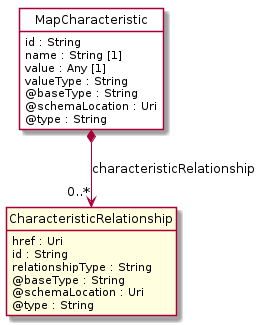 MapCharacteristic
id : String
name : String [1]
value : Any [1]
valueType : String
@baseType : String
@schemaLocation : Uri
@type : String
characteristicRelationship
0..*
CharacteristicRelationship
href : Uri
id : String
relationshipType : String
@baseType : String
@schemaLocation : Uri
@type : String